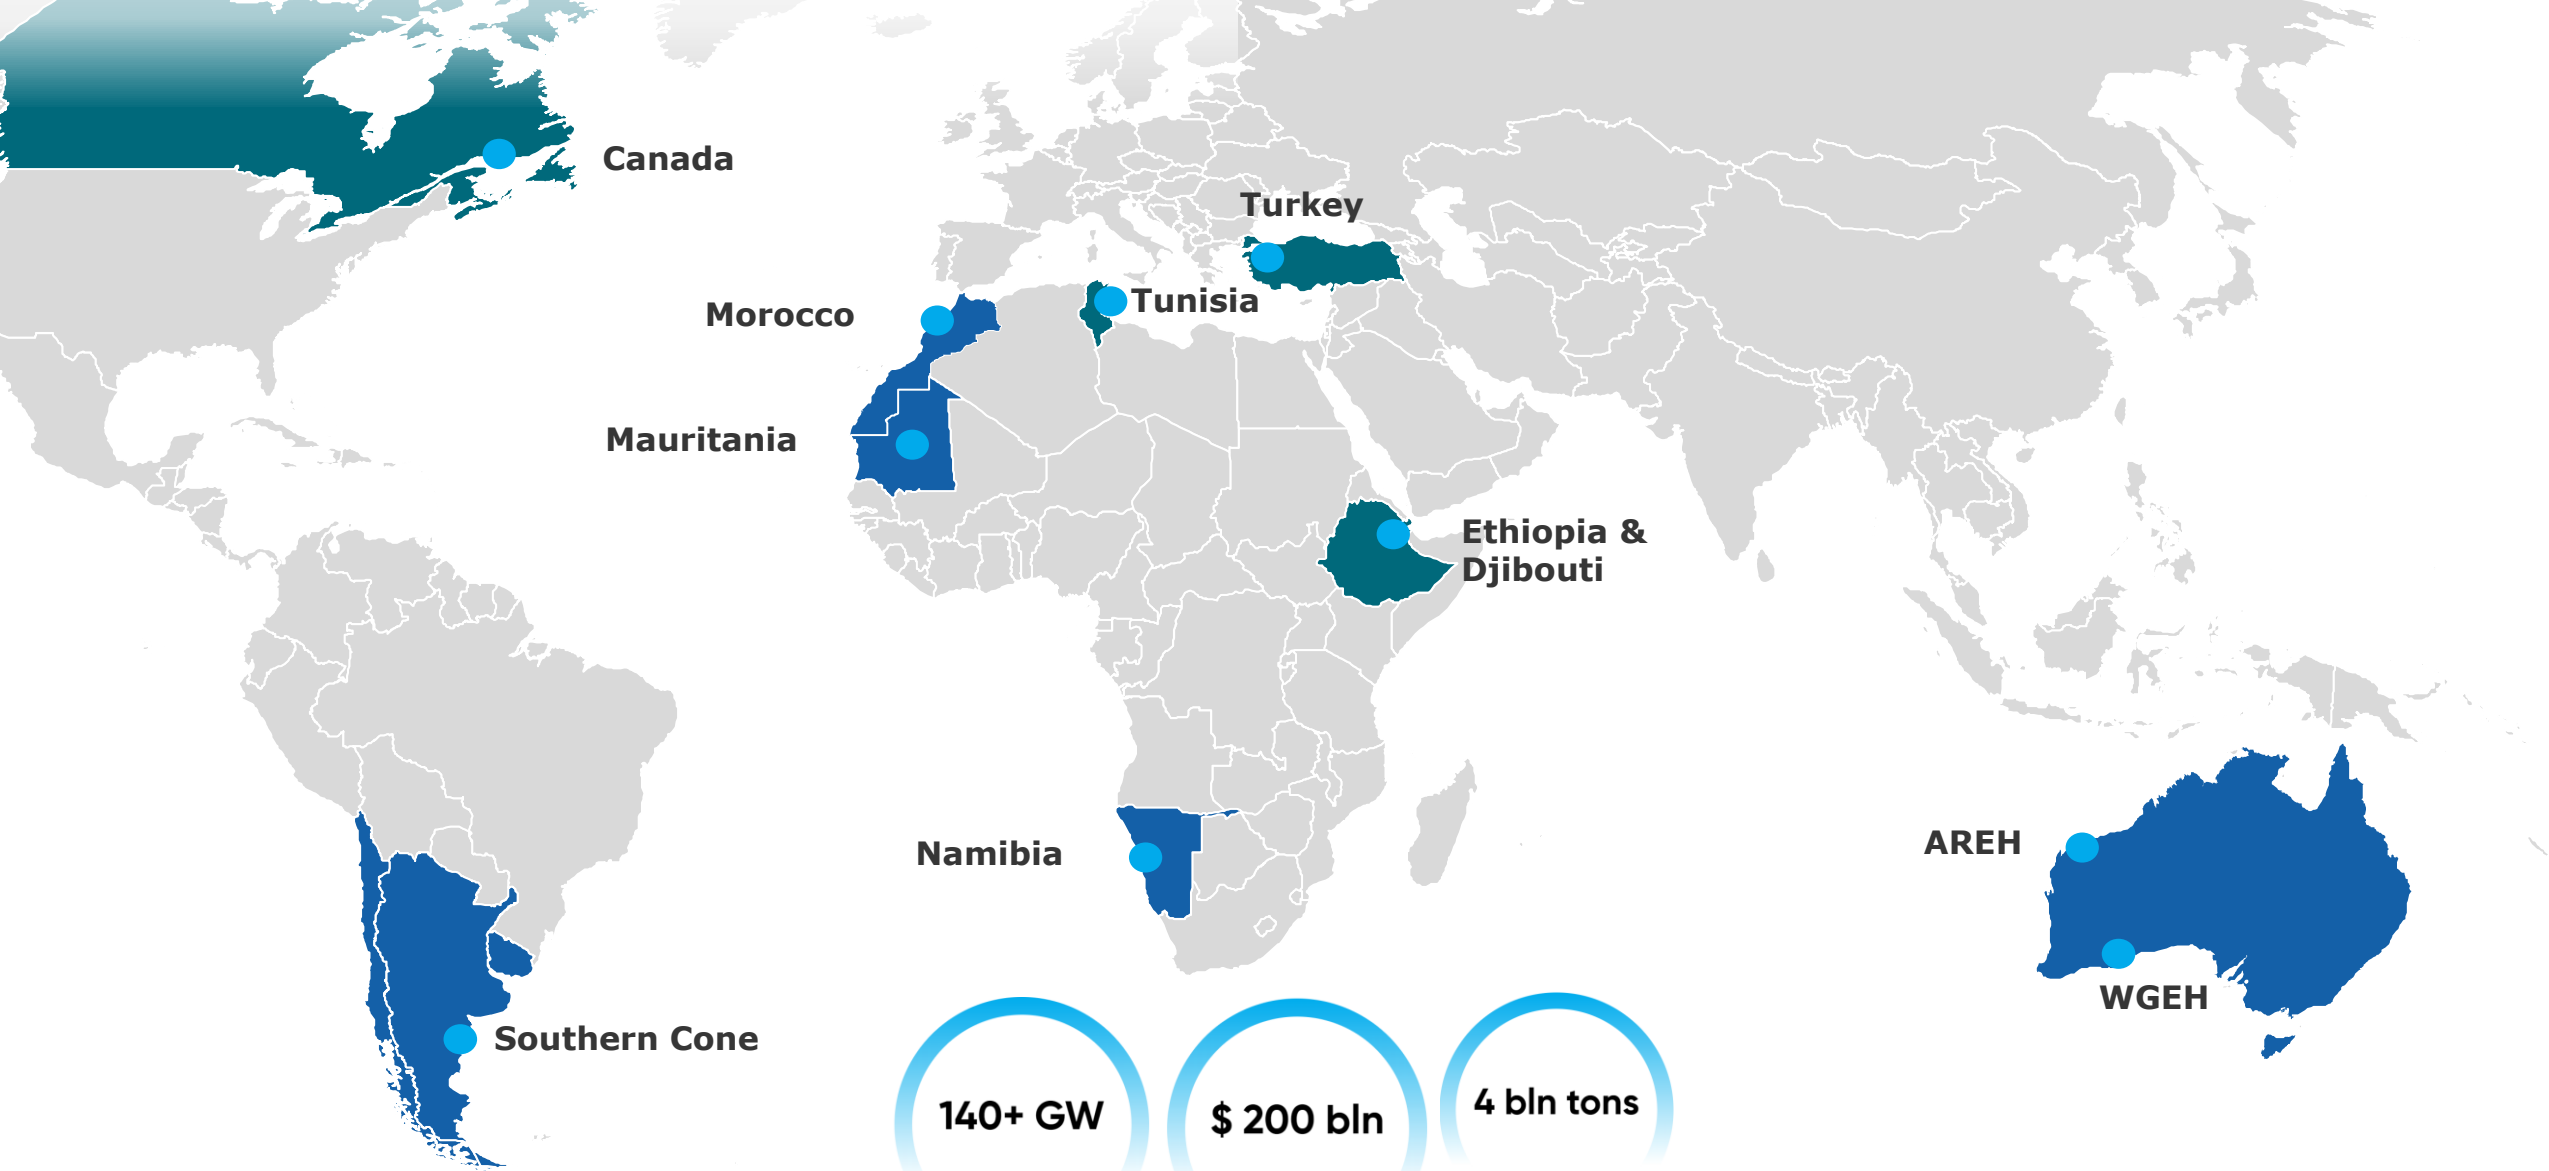 Canada
Turkey
Tunisia
Morocco
Mauritania
Ethiopia &
Djibouti
Namibia
AREH
WGEH
Southern Cone
140+ GW
$ 200 bln
4 bln tons